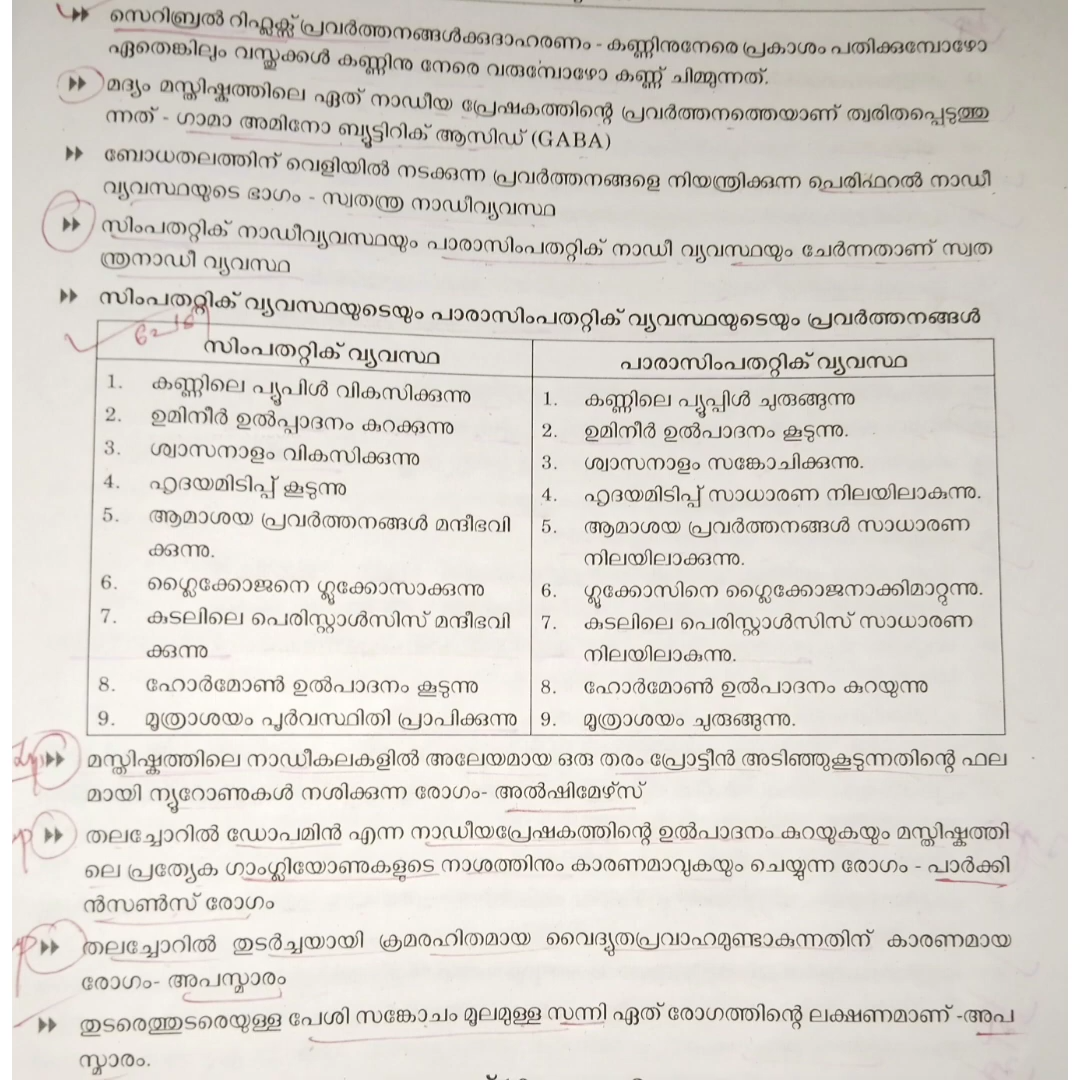 സെറിബ്രൽ റിഫ്ലക്സ് പ്രവർത്തനങ്ങൾക്കുദാഹരണം - കണ്ണിനുനേരെ പ്രകാശം പതിക്കുമ്പോഴോ
ഏതെങ്കിലും വസ്തുക്കൾ കണ്ണിനു നേരെ വരുമ്പോഴോ കണ്ണ് ചിമ്മുന്നത്.
മദ്യം മസ്തിഷ്കത്തിലെ ഏത് നാഡീയ പ്രേഷകത്തിന്റെ പ്രവർത്തനത്തെയാണ് ത്വരിതപ്പെടുത്തു
ന്നത് - ഗാമാ അമിനോ ബ്യൂട്ടിറിക് ആസിഡ് (GABA)
ബോധതലത്തിന് വെളിയിൽ നടക്കുന്ന പ്രവർത്തനങ്ങളെ നിയന്ത്രിക്കുന്ന പെരിഫറൽ നാഡീ
വ്യവസ്ഥയുടെ ഭാഗം - സ്വതന്ത്ര നാഡീവ്യവസ്ഥ
സിംപതറ്റിക് നാഡീവ്യവസ്ഥയും പാരാസിംപതറ്റിക് നാഡീ വ്യവസ്ഥയും ചേർന്നതാണ് സ്വത
ന്ത്രനാഡീ വ്യവസ്ഥ
സിംപതറ്റിക് വ്യവസ്ഥയുടെയും പാരാസിംപതറ്റിക് വ്യവസ്ഥയുടെയും പ്രവർത്തനങ്ങൾ
സിംപതറ്റിക് വ്യവസ്ഥ
1. കണ്ണിലെ പ്യൂപിൾ വികസിക്കുന്നു
2. ഉമിനീർ ഉൽപ്പാദനം കുറക്കുന്നു
3. ശ്വാസനാളം വികസിക്കുന്നു
4. ഹൃദയമിടിപ്പ് കൂടുന്നു
5. ആമാശയ പ്രവർത്തനങ്ങൾ മന്ദീഭവി
ക്കുന്നു.
6. ഗ്ലൈക്കോജനെ ഗ്ലൂക്കോസാക്കുന്നു
7. കുടലിലെ പെരിസ്റ്റാൾസിസ് മന്ദീഭവി
ക്കുന്നു
8. ഹോർമോൺ ഉൽപാദനം കൂടുന്നു
9. മൂത്രാശയം പൂർവസ്ഥിതി പ്രാപിക്കുന്നു
പാരാസിംപതറ്റിക് വ്യവസ്ഥ
1. കണ്ണിലെ പ്യൂപ്പിൾ ചുരുങ്ങുന്നു
2. ഉമിനീർ ഉൽപാദനം കൂടുന്നു.
3. ശ്വാസനാളം സങ്കോചിക്കുന്നു.
4. ഹൃദയമിടിപ്പ് സാധാരണ നിലയിലാകുന്നു.
5. ആമാശയ പ്രവർത്തനങ്ങൾ സാധാരണ
നിലയിലാക്കുന്നു.
6. ഗ്ലൂക്കോസിനെ ഗ്ലൈക്കോജനാക്കിമാറ്റുന്നു.
7. കുടലിലെ പെരിസ്റ്റാൾസിസ് സാധാരണ
നിലയിലാകുന്നു.
8. ഹോർമോൺ ഉൽപാദനം കുറയുന്നു
9. മൂത്രാശയം ചുരുങ്ങുന്നു.
മസ്തിഷ്കത്തിലെ നാഡീകലകളിൽ അലേയമായ ഒരു തരം പ്രോട്ടീൻ അടിഞ്ഞുകൂടുന്നതിന്റെ ഫല
മായി ന്യൂറോണുകൾ നശിക്കുന്ന രോഗം- അൽഷിമേഴ്സ്
തലച്ചോറിൽ ഡോപമിൻ എന്ന നാഡീയപ്രേഷകത്തിന്റെ ഉൽപാദനം കുറയുകയും മസ്തിഷ്കത്തി
ലെ പ്രത്യേക ഗാംഗ്ലിയോണുകളുടെ നാശത്തിനും കാരണമാവുകയും ചെയ്യുന്ന രോഗം - പാർക്കി
ൻസൺസ് രോഗം
തലച്ചോറിൽ തുടർച്ചയായി ക്രമരഹിതമായ വൈദ്യുതപ്രവാഹമുണ്ടാകുന്നതിന് കാരണമായ
രോഗം- അപസ്മാരം
തുടരെത്തുടരെയുള്ള പേശി സങ്കോചം മൂലമുള്ള സന്നി ഏത് രോഗത്തിന്റെ ലക്ഷണമാണ് -അപ
സ്മാരം.